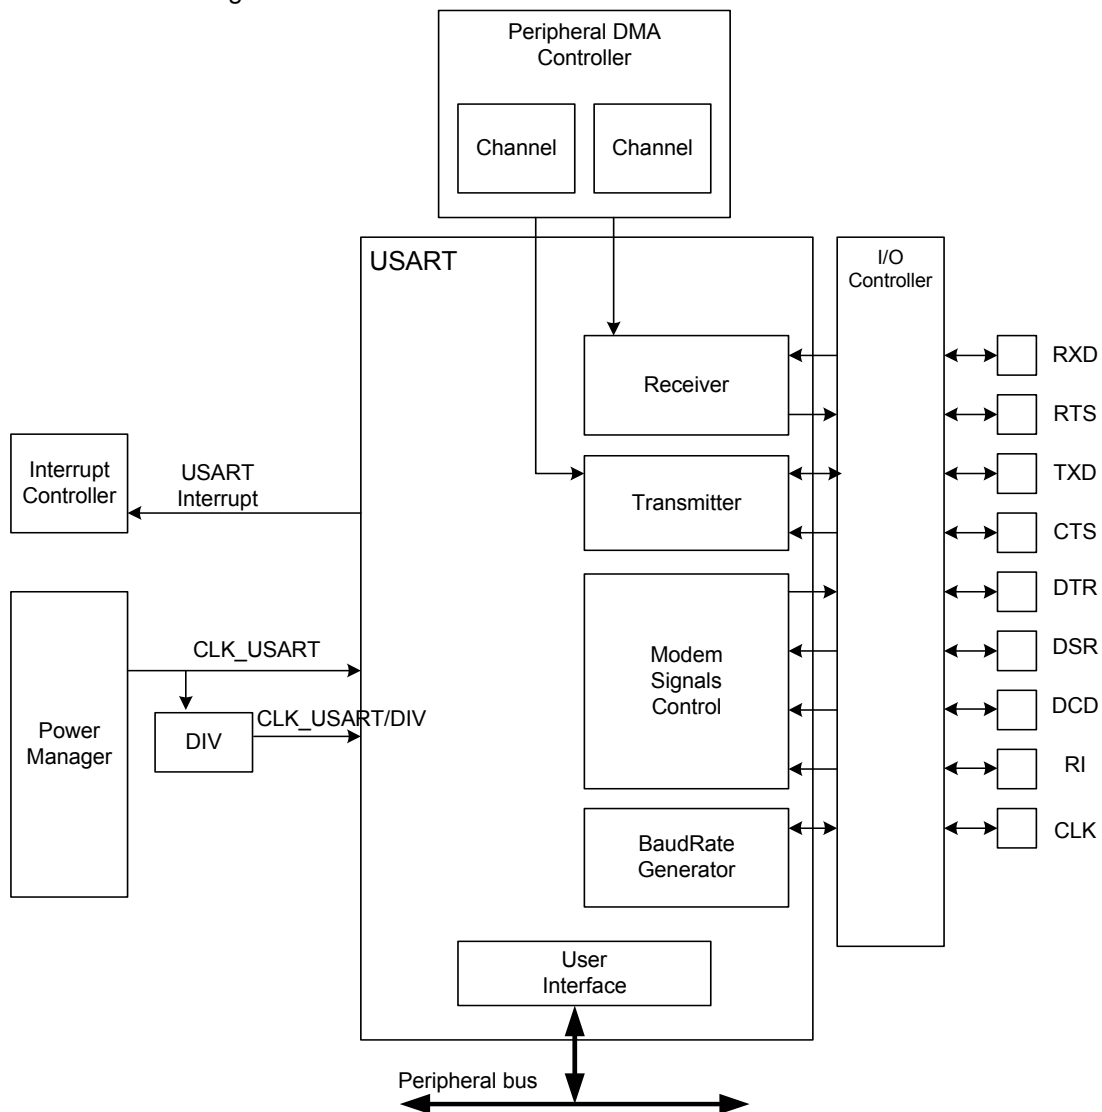 Peripheral DMA
Controller
Channel
Channel
USART
I/O
Controller
RXD
Receiver
RTS
Interrupt
Controller
USART
Interrupt
TXD
Transmitter
CTS
DTR
CLK_USART
Modem
Signals
Control
DSR
CLK_USART/DIV
DCD
Power
Manager
DIV
RI
BaudRate
Generator
CLK
User
Interface
Peripheral bus